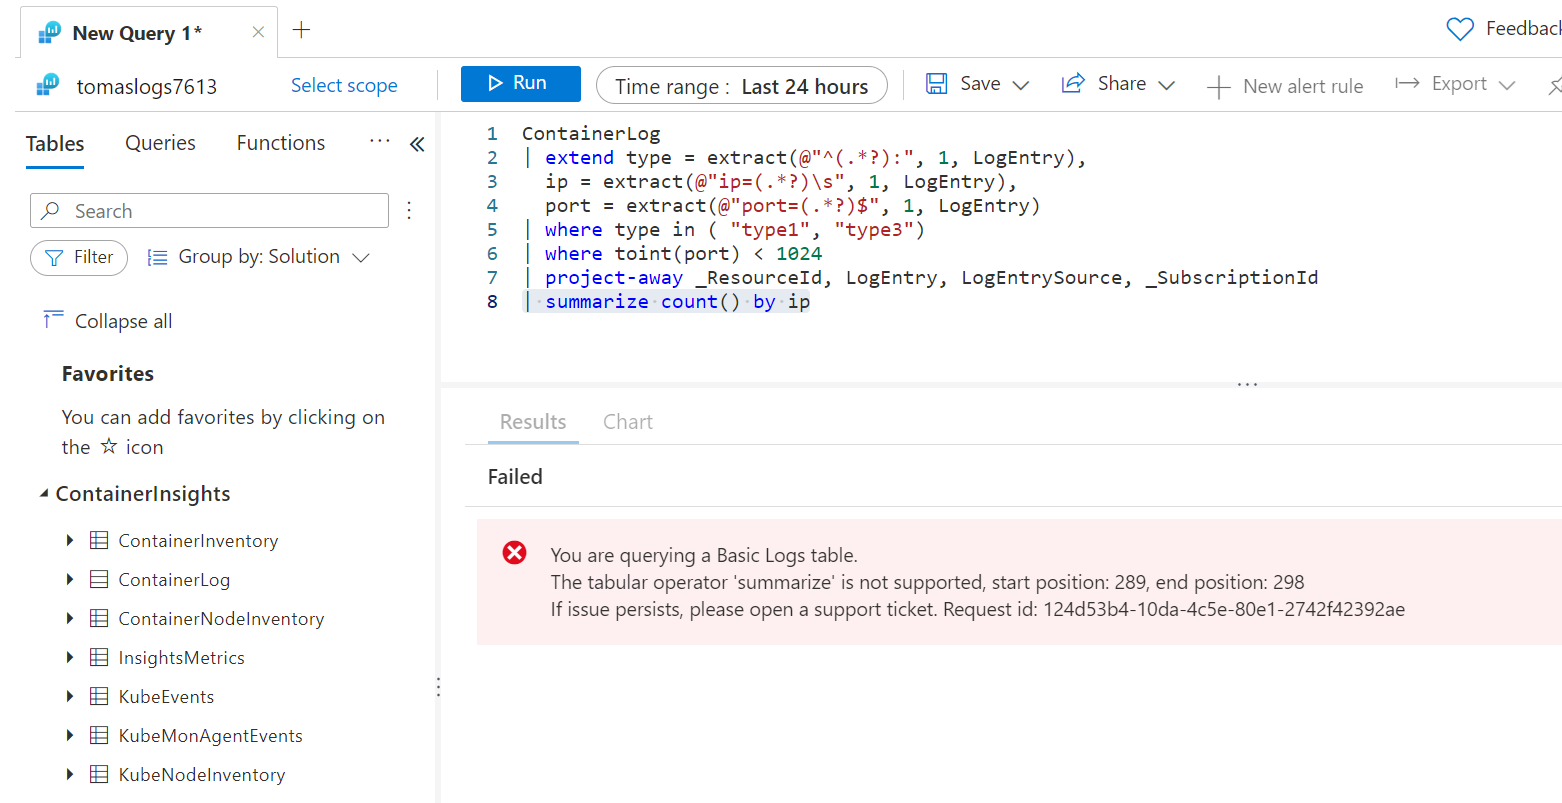 New Query 1*
Feedbac
tomaslogs7613
Select scope
Run
Time range : Last 24 hours
Save
Share
New alert rule
Export
Tables
Queries
Functions
Search
Filter
Group by: Solution
Collapse all
Favorites
You can add favorites by clicking on
the ☆ icon
ContainerInsights
ContainerInventory
ContainerLog
ContainerNodeInventory
InsightsMetrics
KubeEvents
KubeMonAgentEvents
KubeNodeInventory
1 ContainerLog
2 | extend type = extract(@"^(.*?):", 1, LogEntry),
3 ip = extract(@"ip=(.*?)\s", 1, LogEntry),
4 port = extract(@"port=(.*?)$", 1, LogEntry)
5 | where type in ( "type1", "type3")
6 | where toint(port) < 1024
7 | project-away _ResourceId, LogEntry, LogEntrySource, _SubscriptionId
8 | summarize count() by ip
Results
Chart
Failed
You are querying a Basic Logs table.
The tabular operator 'summarize' is not supported, start position: 289, end position: 298
If issue persists, please open a support ticket. Request id: 124d53b4-10da-4c5e-80e1-2742f42392ae